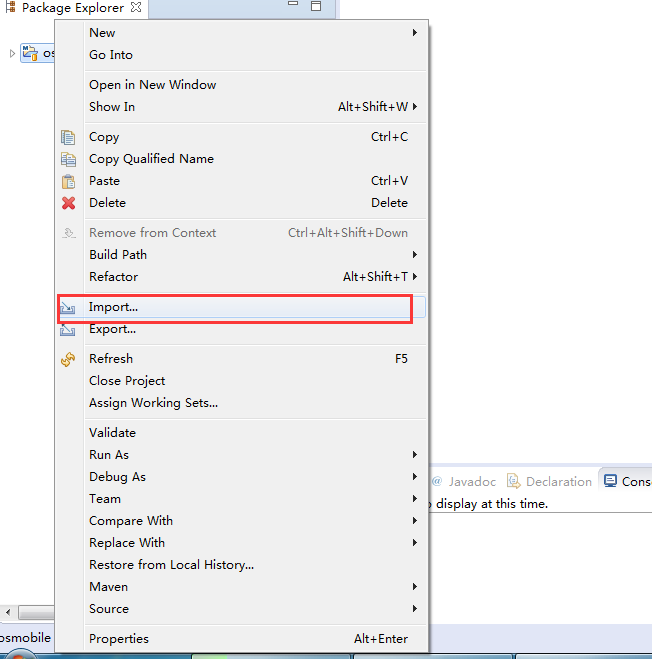 Package Explorer
New
os
Go Into
Open in New Window
Show In Alt+Shift+W
Copy Ctrl+C
Copy Qualified Name
Paste Ctrl+V
Delete Delete
Remove from Context Ctrl+Alt+Shift+Down
Build Path
Refactor Alt+Shift+T
Import...
Export...
Refresh F5
Close Project
Assign Working Sets...
Validate
Run As
Debug As
@ Javadoc Declaration Cons
Team
display at this time.
Compare With
Replace With
Restore from Local History...
Maven
Source
osmobile
Properties Alt+Enter